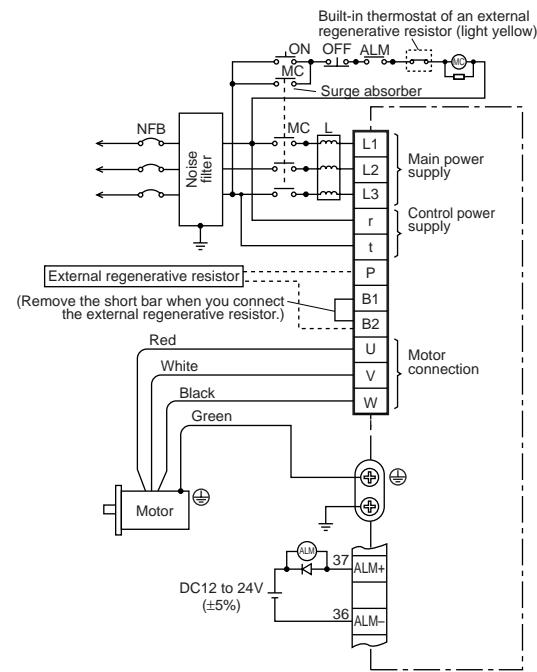 Built-in thermostat of an external
regenerative resistor (light yellow)
ON OFF ALM
MC
MC
Surge absorber
NFB
Noise
filter
MC L
L1
L2
L3
Main power
supply
r
t
Control power
supply
External regenerative resistor
P
(Remove the short bar when you connect
the external regenerative resistor.)
B1
B2
Red
U
White
V
Black
W
Motor
connection
Green
Motor
ALM
DC12 to 24V
(±5%)
37
ALM+
36
ALM–